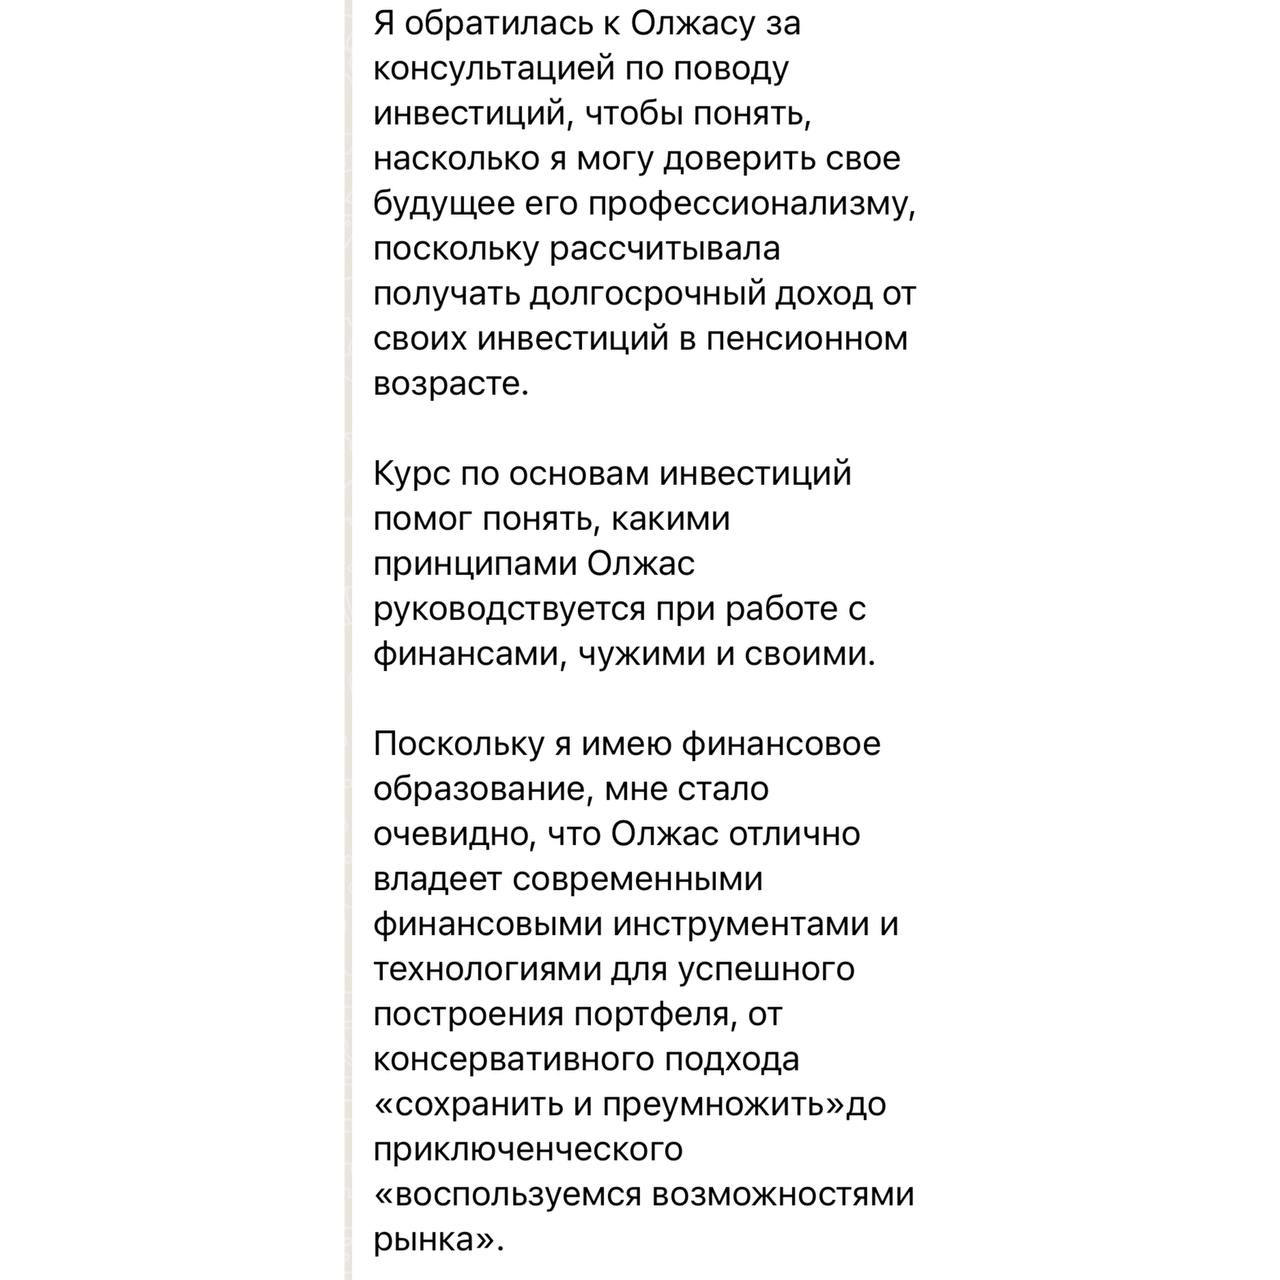 Я обратилась к Олжасу за
консультацией по поводу
инвестиций, чтобы понять,
насколько я могу доверить свое
будущее его профессионализму,
поскольку рассчитывала
получать долгосрочный доход от
своих инвестиций в пенсионном
возрасте.
Курс по основам инвестиций
помог понять, какими
принципами Олжас
руководствуется при работе с
финансами, чужими и своими.
Поскольку я имею финансовое
образование, мне стало
очевидно, что Олжас отлично
владеет современными
финансовыми инструментами и
технологиями для успешного
построения портфеля, от
консервативного подхода
«сохранить и преумножить»до
приключенческого
«воспользуемся возможностями
рынка».